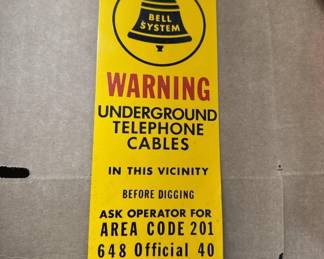 BELL
SYSTEM
WARNING
UNDERGROUND
TELEPHONE
CABLES
IN THIS VICINITY
BEFORE DIGGING
ASK OPERATOR FOR
AREA CODE 201
648 Official 40